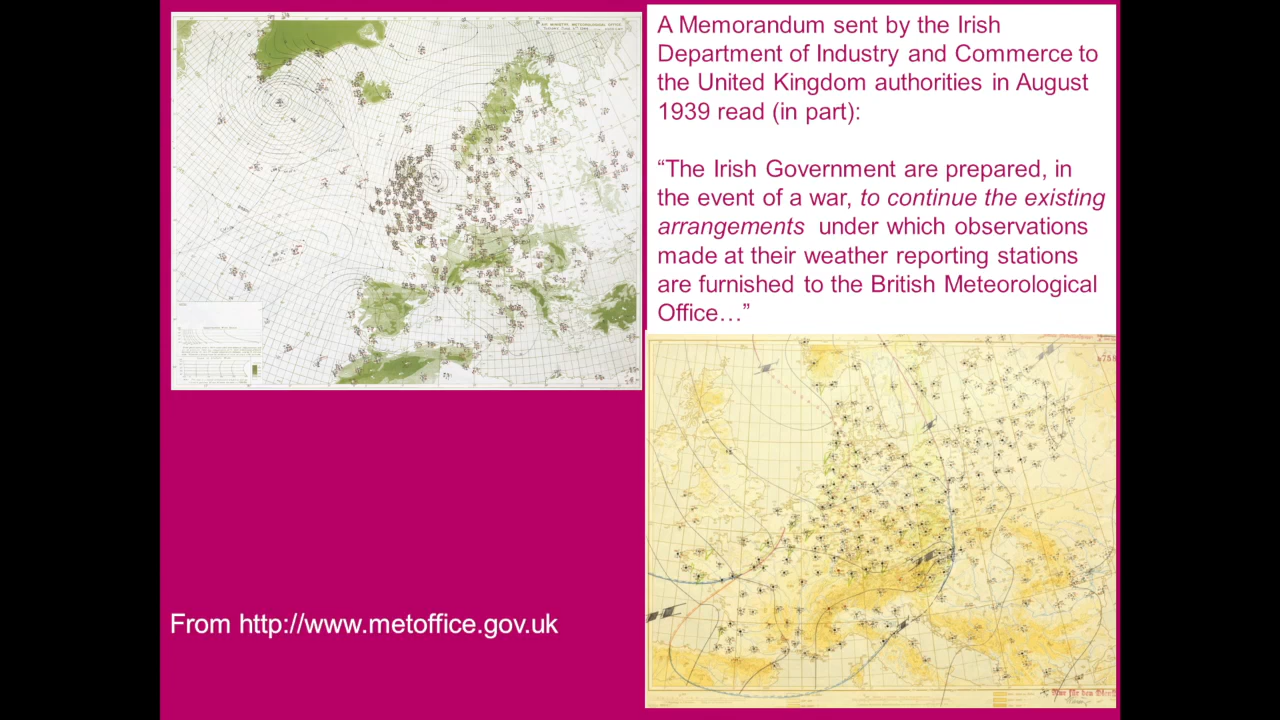 A Memorandum sent by the Irish
Department of Industry and Commerce to
the United Kingdom authorities in August
1939 read (in part):
“The Irish Government are prepared, in
the event of a war, to continue the existing
arrangements under which observations
made at their weather reporting stations
are furnished to the British Meteorological
Office…”
From http://www.metoffice.gov.uk